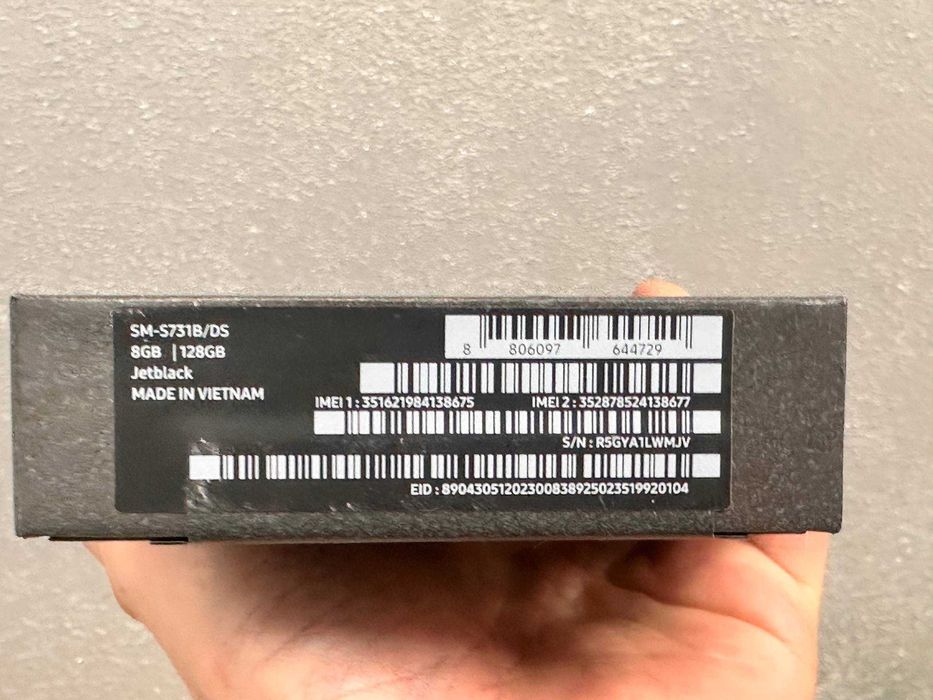 SM-S731B/DS
8GB | 128GB
Jetblack
MADE IN VIETNAM
8 806097 644729
IMEI 1 : 351621984138675
IMEI 2 : 352878524138677
S/N : R5GYA1LWMJV
EID : 89043051202300838925023519920104